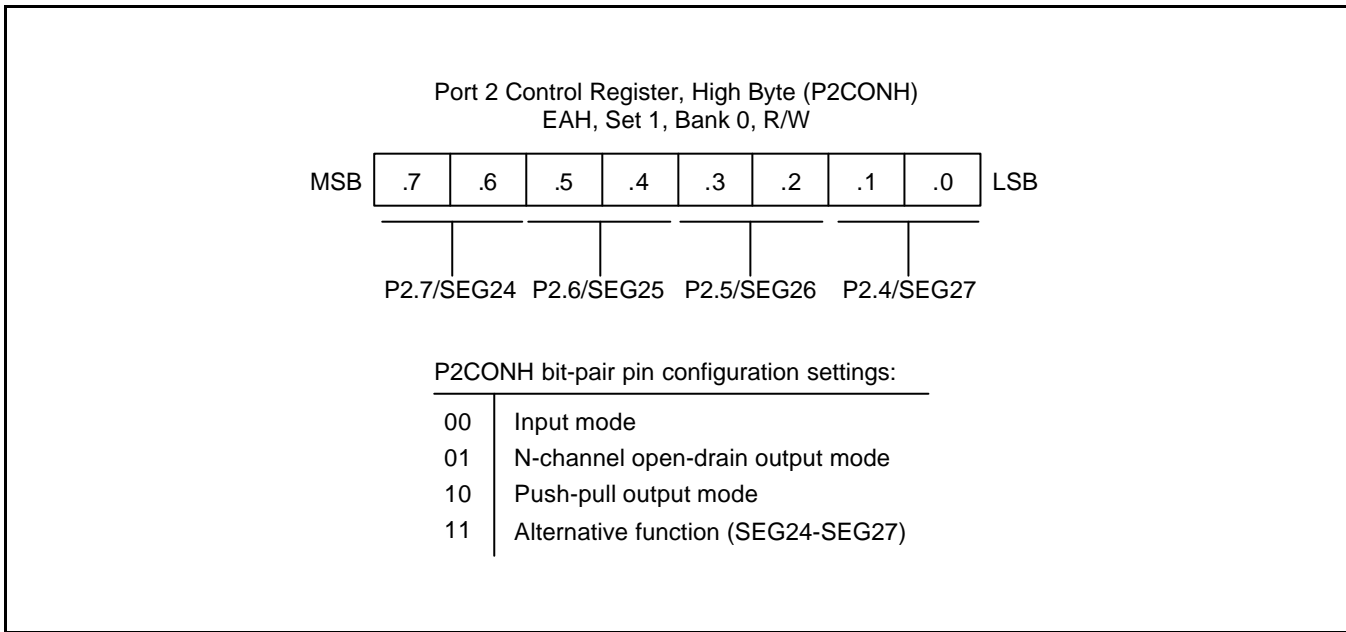 Port 2 Control Register, High Byte (P2CONH)
EAH, Set 1, Bank 0, R/W
MSB .7 .6 .5 .4 .3 .2 .1 .0 LSB
P2.7/SEG24 P2.6/SEG25 P2.5/SEG26 P2.4/SEG27
P2CONH bit-pair pin configuration settings:
00 Input mode
01 N-channel open-drain output mode
10 Push-pull output mode
11 Alternative function (SEG24-SEG27)